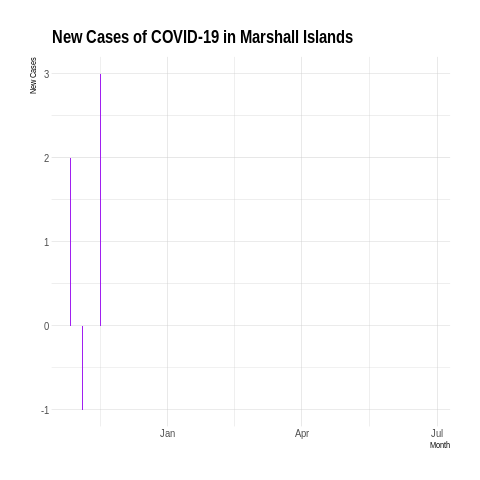 New Cases of COVID-19 in Marshall Islands
New Cases
3
2
1
0
-1
Jan Apr Jul
Month